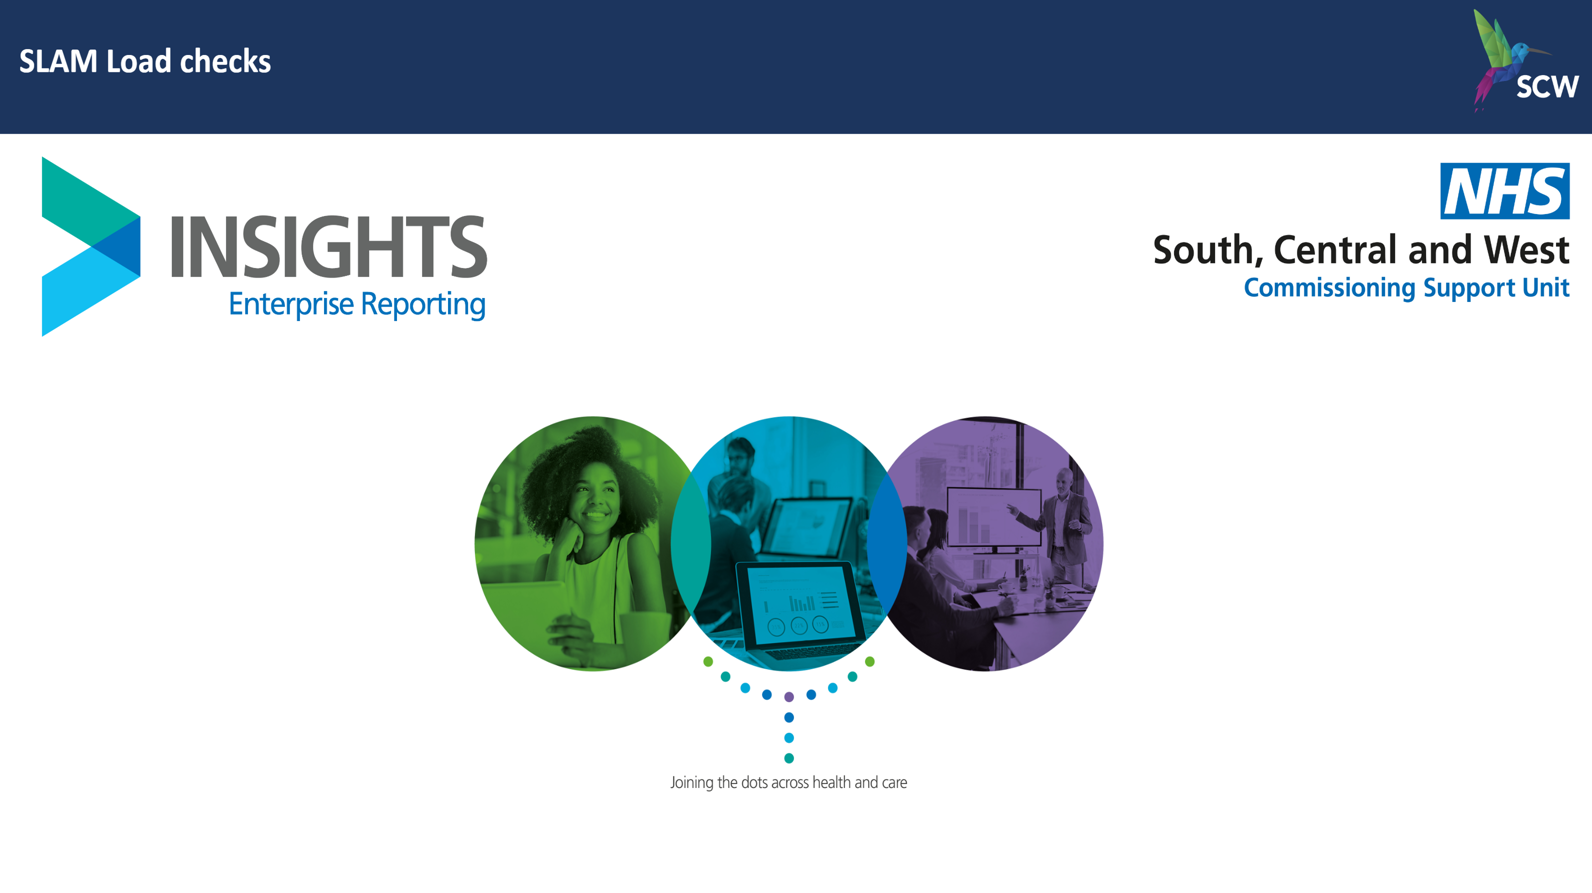 SLAM Load checks
SCW
INSIGHTS
Enterprise Reporting
NHS
South, Central and West
Commissioning Support Unit
Joining the dots across health and care